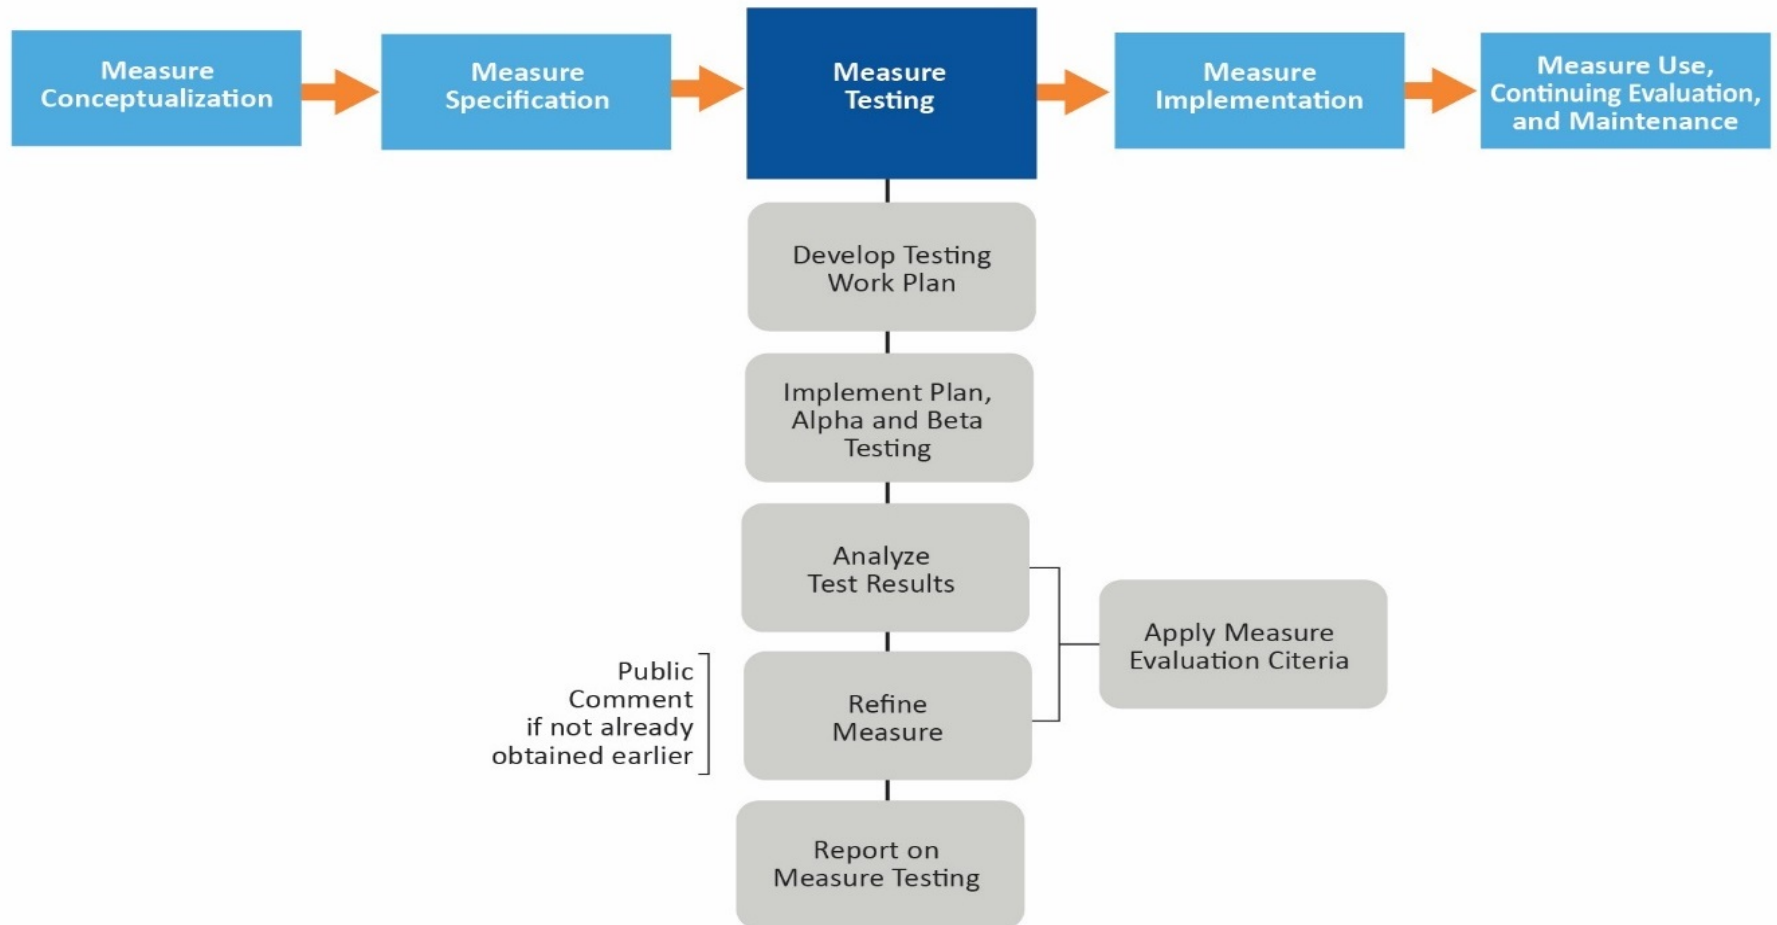 Measure
Conceptualization
Measure
Specification
Measure
Testing
Measure
Implementation
Measure Use,
Continuing Evaluation,
and Maintenance
Develop Testing
Work Plan
Implement Plan,
Alpha and Beta
Testing
Analyze
Test Results
Apply Measure
Evaluation Citeria
Public
Comment
if not already
obtained earlier
Refine
Measure
Report on
Measure Testing